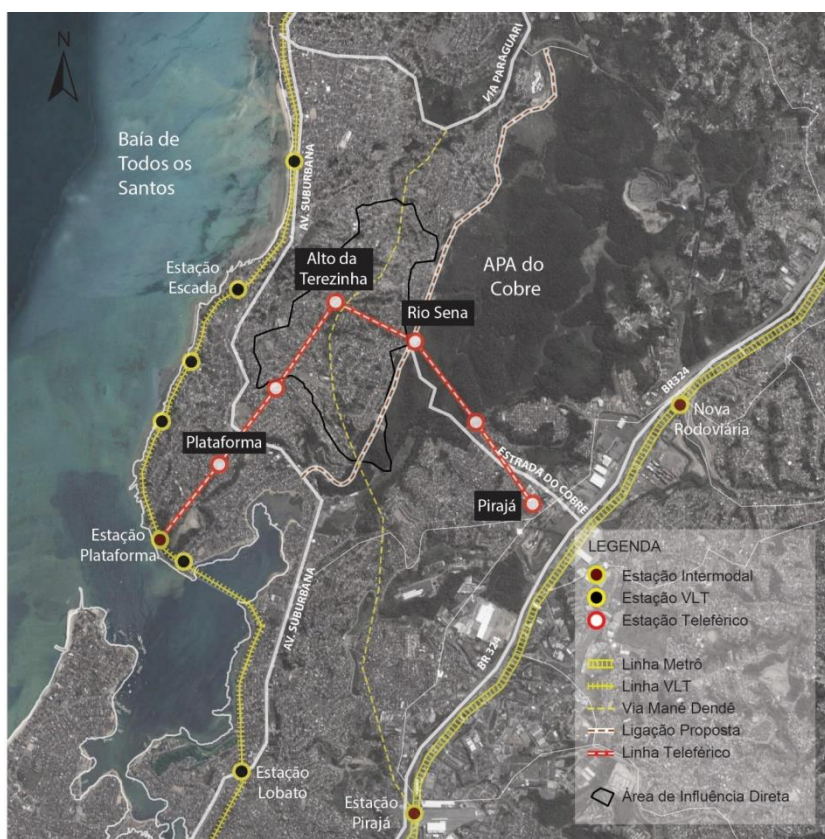 N
Baía de
Todos os
Santos
AV. SUBURBANA
VIA PARAGUARI
Estação
Escada
Alto da
Terezinha
APA do
Cobre
Rio Sena
BR324
Nova
Rodoviária
Plataforma
ESTRADA DO COBRE
Pirajá
Estação
Plataforma
AV. SUBURBANA
BR 324
Estação
Lobato
Estação
Pirajá
LEGENDA
Estação Intermodal
Estação VLT
Estação Teleférico
Linha Metrô
Linha VLT
Via Mané Dendê
Ligação Proposta
Linha Teleférico
Área de Influência Direta